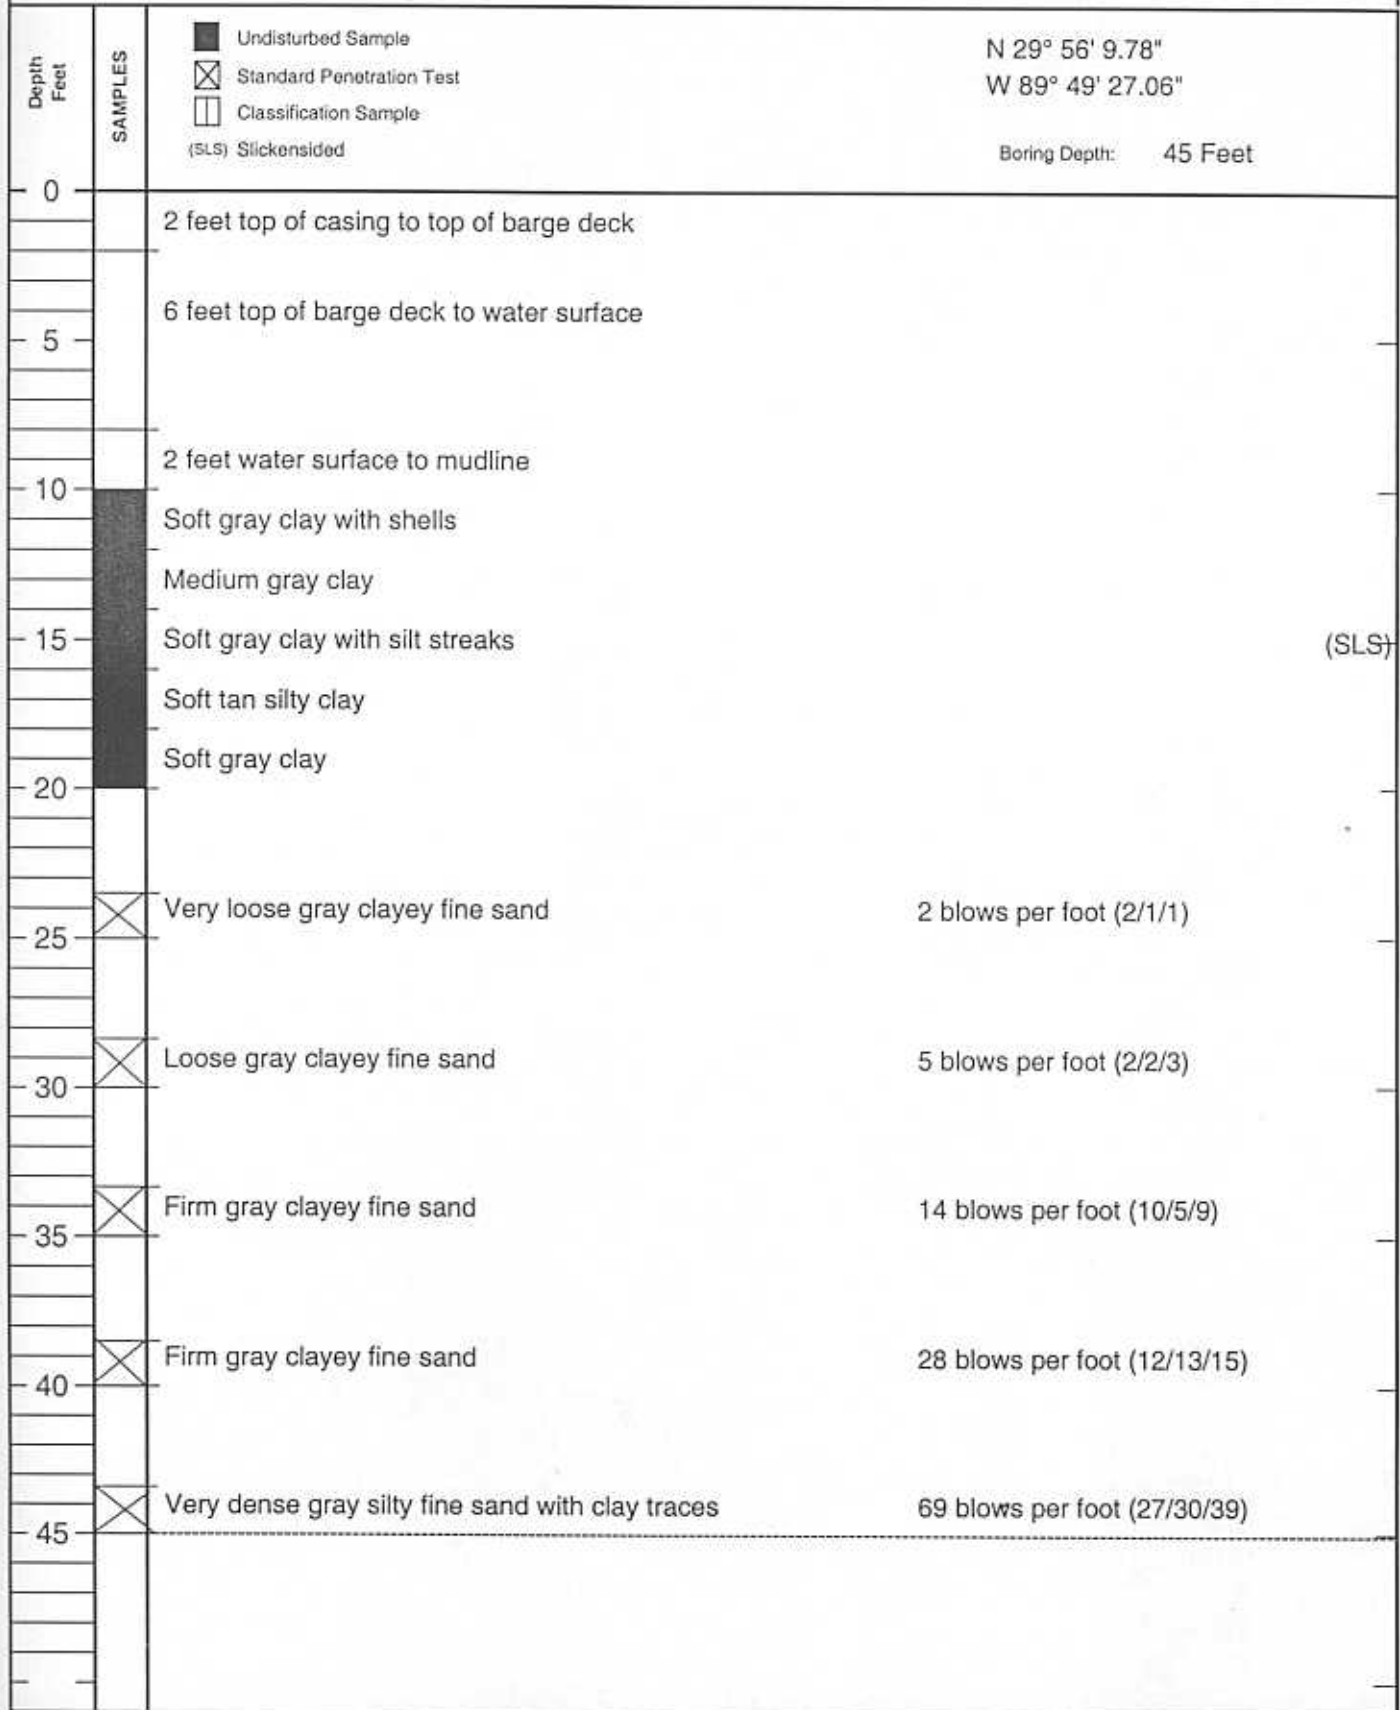 Depth
Feet
SAMPLES
Undisturbed Sample
Standard Penetration Test
Classification Sample
(SLS) Slickensided
N 29° 56' 9.78"
W 89° 49' 27.06"
Boring Depth: 45 Feet
0
2 feet top of casing to top of barge deck
6 feet top of barge deck to water surface
5
2 feet water surface to mudline
10
Soft gray clay with shells
Medium gray clay
15 Soft gray clay with silt streaks (SLS)
Soft tan silty clay
Soft gray clay
20
Very loose gray clayey fine sand 2 blows per foot (2/1/1)
25
Loose gray clayey fine sand 5 blows per foot (2/2/3)
30
Firm gray clayey fine sand 14 blows per foot (10/5/9)
35
Firm gray clayey fine sand 28 blows per foot (12/13/15)
40
Very dense gray silty fine sand with clay traces 69 blows per foot (27/30/39)
45